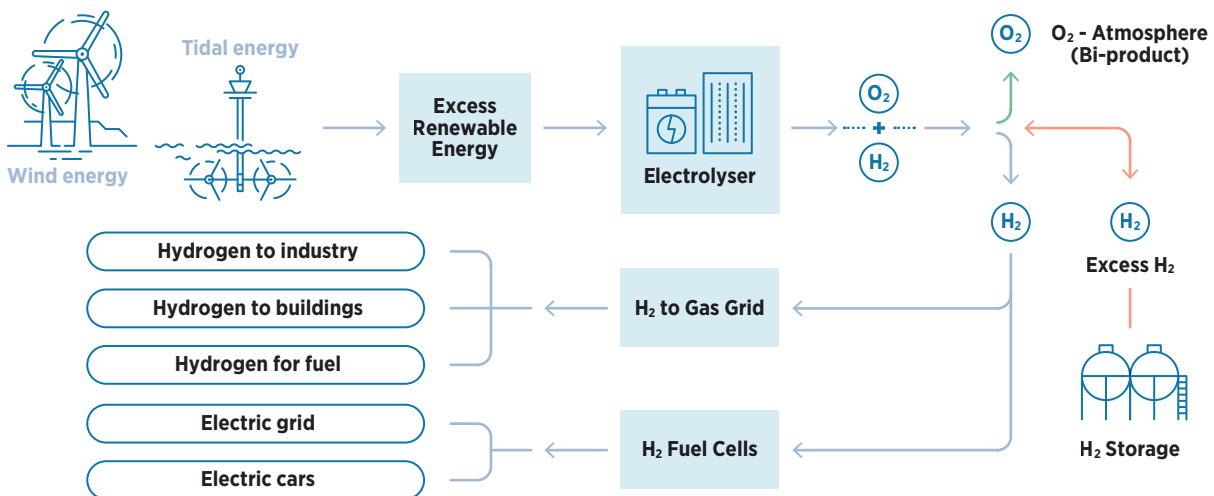 Wind energy
Tidal energy
Excess
Renewable
Energy
Electrolyser
O₂
+
H₂
O₂
O₂ - Atmosphere
(Bi-product)
H₂
H₂
Excess H₂
H₂ Storage
H₂ to Gas Grid
Hydrogen to industry
Hydrogen to buildings
Hydrogen for fuel
H₂ Fuel Cells
Electric grid
Electric cars